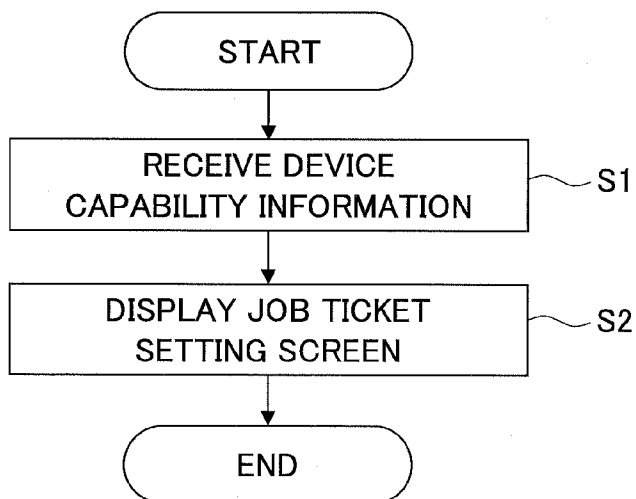 START
RECEIVE DEVICE
CAPABILITY INFORMATION
S1
DISPLAY JOB TICKET
SETTING SCREEN
S2
END